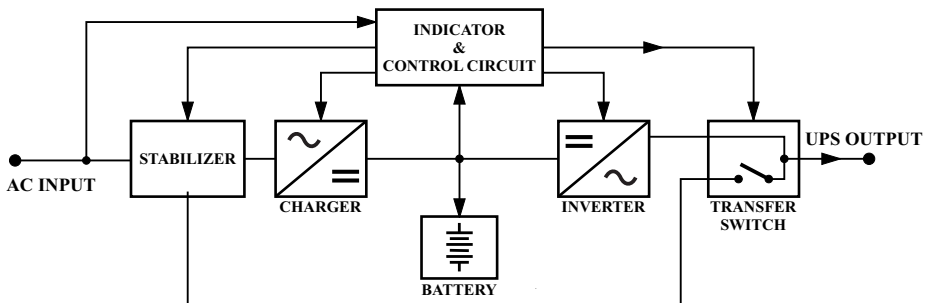 INDICATOR
&
CONTROL CIRCUIT
STABILIZER
UPS OUTPUT
AC INPUT
CHARGER
INVERTER
TRANSFER
SWITCH
BATTERY